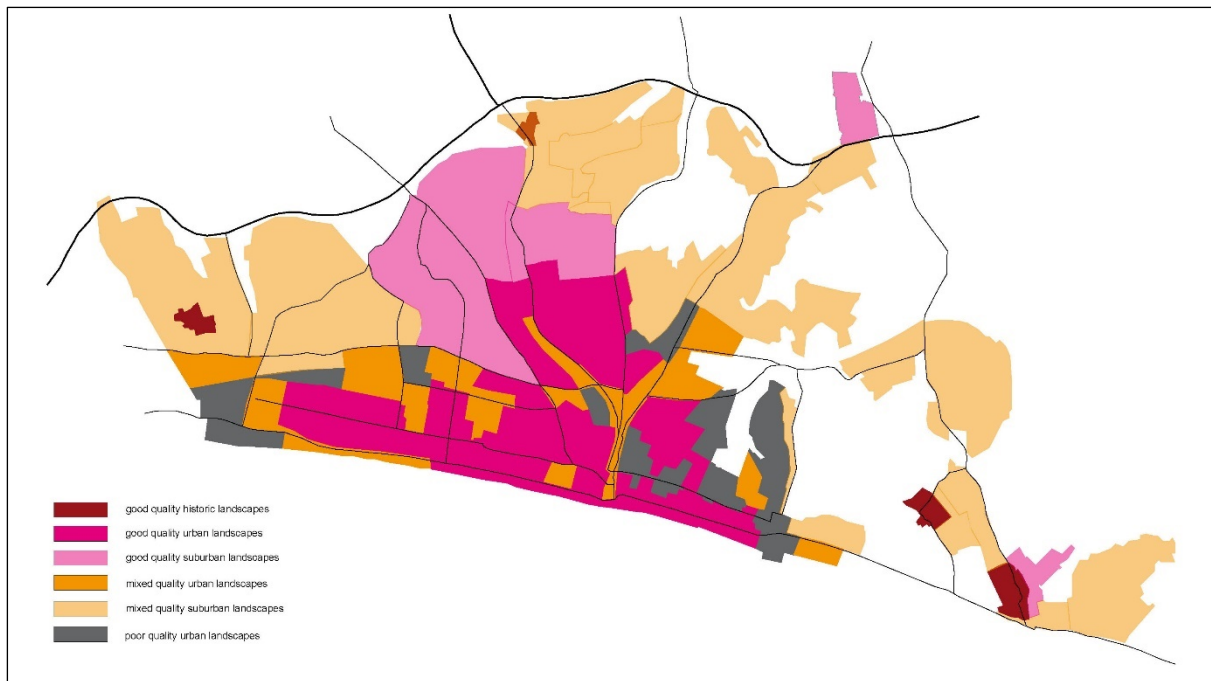 good quality historic landscapes
good quality urban landscapes
good quality suburban landscapes
mixed quality urban landscapes
mixed quality suburban landscapes
poor quality urban landscapes